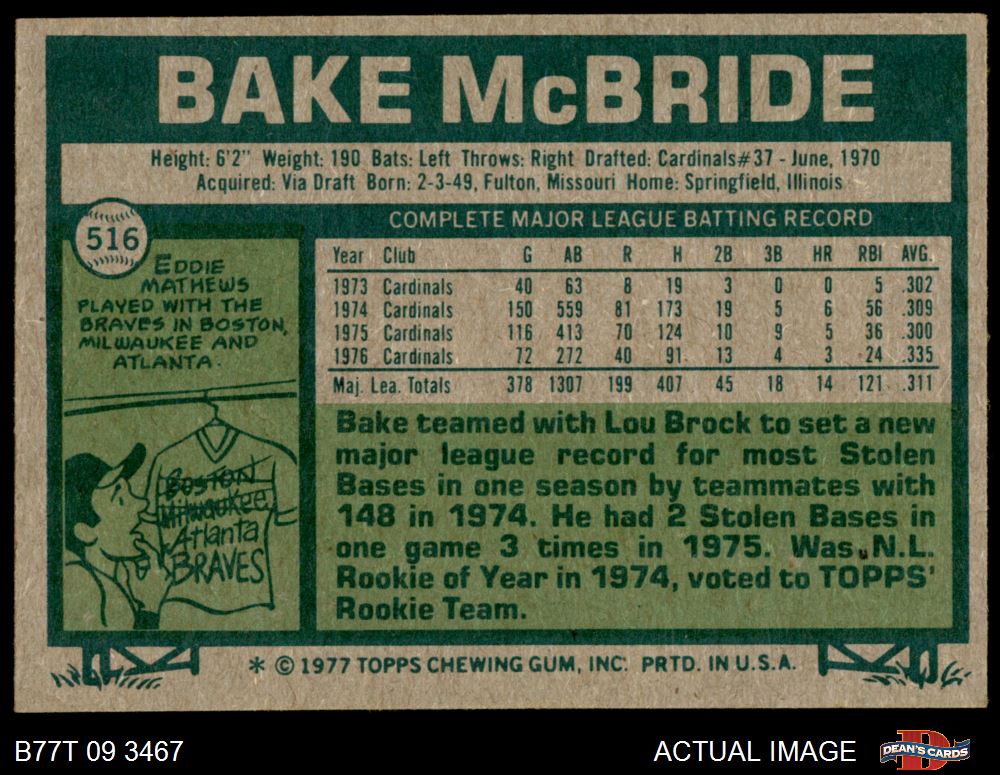 BAKE McBRIDE
Height: 6'2" Weight: 190 Bats: Left Throws: Right Drafted: Cardinals#37 - June, 1970
Acquired: Via Draft Born: 2-3-49, Fulton, Missouri Home: Springfield, Illinois
516
EDDIE
MATHEWS
PLAYED WITH THE
BRAVES IN BOSTON,
MILWAUKEE AND
ATLANTA.
BOSTON
Milwaukee
Atlanta
BRAVES
COMPLETE MAJOR LEAGUE BATTING RECORD
Year Club G AB R H 2B 3B HR RBI AVG.
1973 Cardinals 40 63 8 19 3 0 0 5 .302
1974 Cardinals 150 559 81 173 19 5 6 56 .309
1975 Cardinals 116 413 70 124 10 9 5 36 .300
1976 Cardinals 72 272 40 91 13 4 3 24 .335
Maj. Lea. Totals 378 1307 199 407 45 18 14 121 .311
Bake teamed with Lou Brock to set a new
major league record for most Stolen
Bases in one season by teammates with
148 in 1974. He had 2 Stolen Bases in
one game 3 times in 1975. Was N.L.
Rookie of Year in 1974, voted to TOPPS'
Rookie Team.
* © 1977 TOPPS CHEWING GUM, INC. PRTD. IN U.S.A.
B77T 09 3467
ACTUAL IMAGE
DEAN'S CARDS